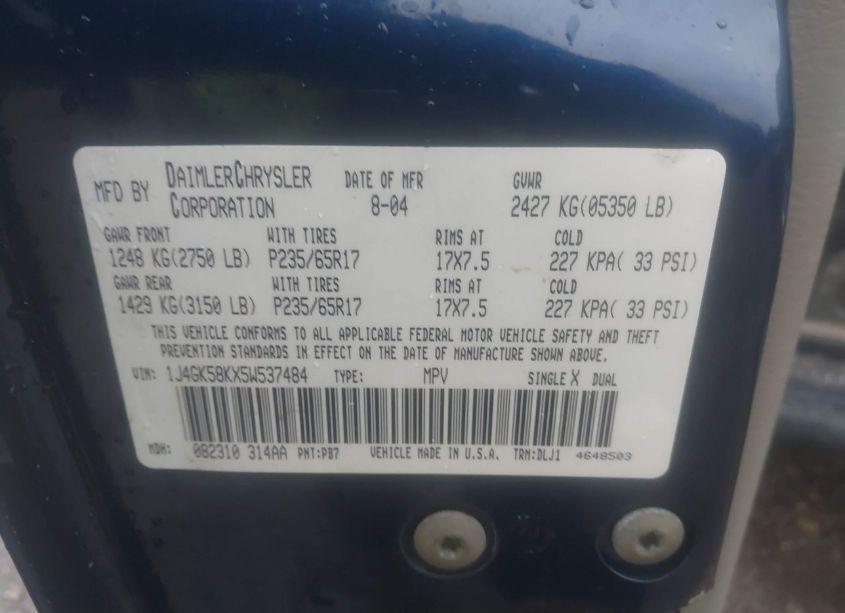 MFD BY DAIMLERCHRYSLER CORPORATION DATE OF MFR 8-04 GVWR 2427 KG(05350 LB)
GAWR FRONT WITH TIRES RIMS AT COLD
1248 KG(2750 LB) P235/65R17 17X7.5 227 KPA( 33 PSI)
GAWR REAR WITH TIRES RIMS AT COLD
1429 KG(3150 LB) P235/65R17 17X7.5 227 KPA( 33 PSI)
THIS VEHICLE CONFORMS TO ALL APPLICABLE FEDERAL MOTOR VEHICLE SAFETY AND THEFT
PREVENTION STANDARDS IN EFFECT ON THE DATE OF MANUFACTURE SHOWN ABOVE.
VIN: 1J4GK58KX5W537484 TYPE: MPV SINGLE X DUAL
MDH: 082310 314AA PNT:PB7 VEHICLE MADE IN U.S.A. TRM:DLJ1 4648503